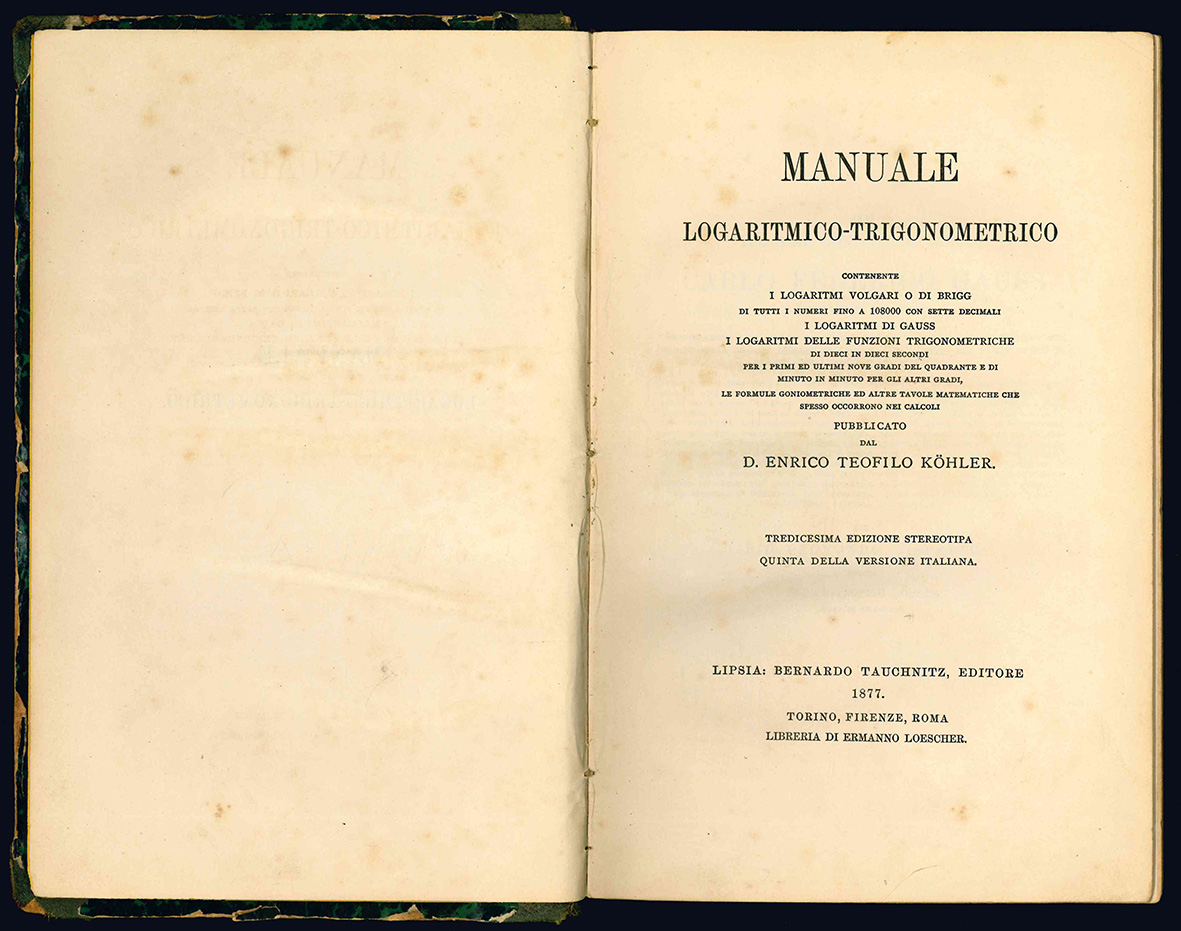 MANUALE
LOGARITMICO-TRIGONOMETRICO
CONTENENTE
I LOGARITMI VOLGARI O DI BRIGG
DI TUTTI I NUMERI FINO A 108000 CON SETTE DECIMALI
I LOGARITMI DI GAUSS
I LOGARITMI DELLE FUNZIONI TRIGONOMETRICHE
DI DIECI IN DIECI SECONDI
PER I PRIMI ED ULTIMI NOVE GRADI DEL QUADRANTE E DI
MINUTO IN MINUTO PER GLI ALTRI GRADI,
LE FORMULE GONIOMETRICHE ED ALTRE TAVOLE MATEMATICHE CHE
SPESSO OCCORRONO NEI CALCOLI
PUBBLICATO
DAL
D. ENRICO TEOFILO KÖHLER.
TREDICESIMA EDIZIONE STEREOTIPA
QUINTA DELLA VERSIONE ITALIANA.
LIPSIA: BERNARDO TAUCHNITZ, EDITORE
1877.
TORINO, FIRENZE, ROMA
LIBRERIA DI ERMANNO LOESCHER.